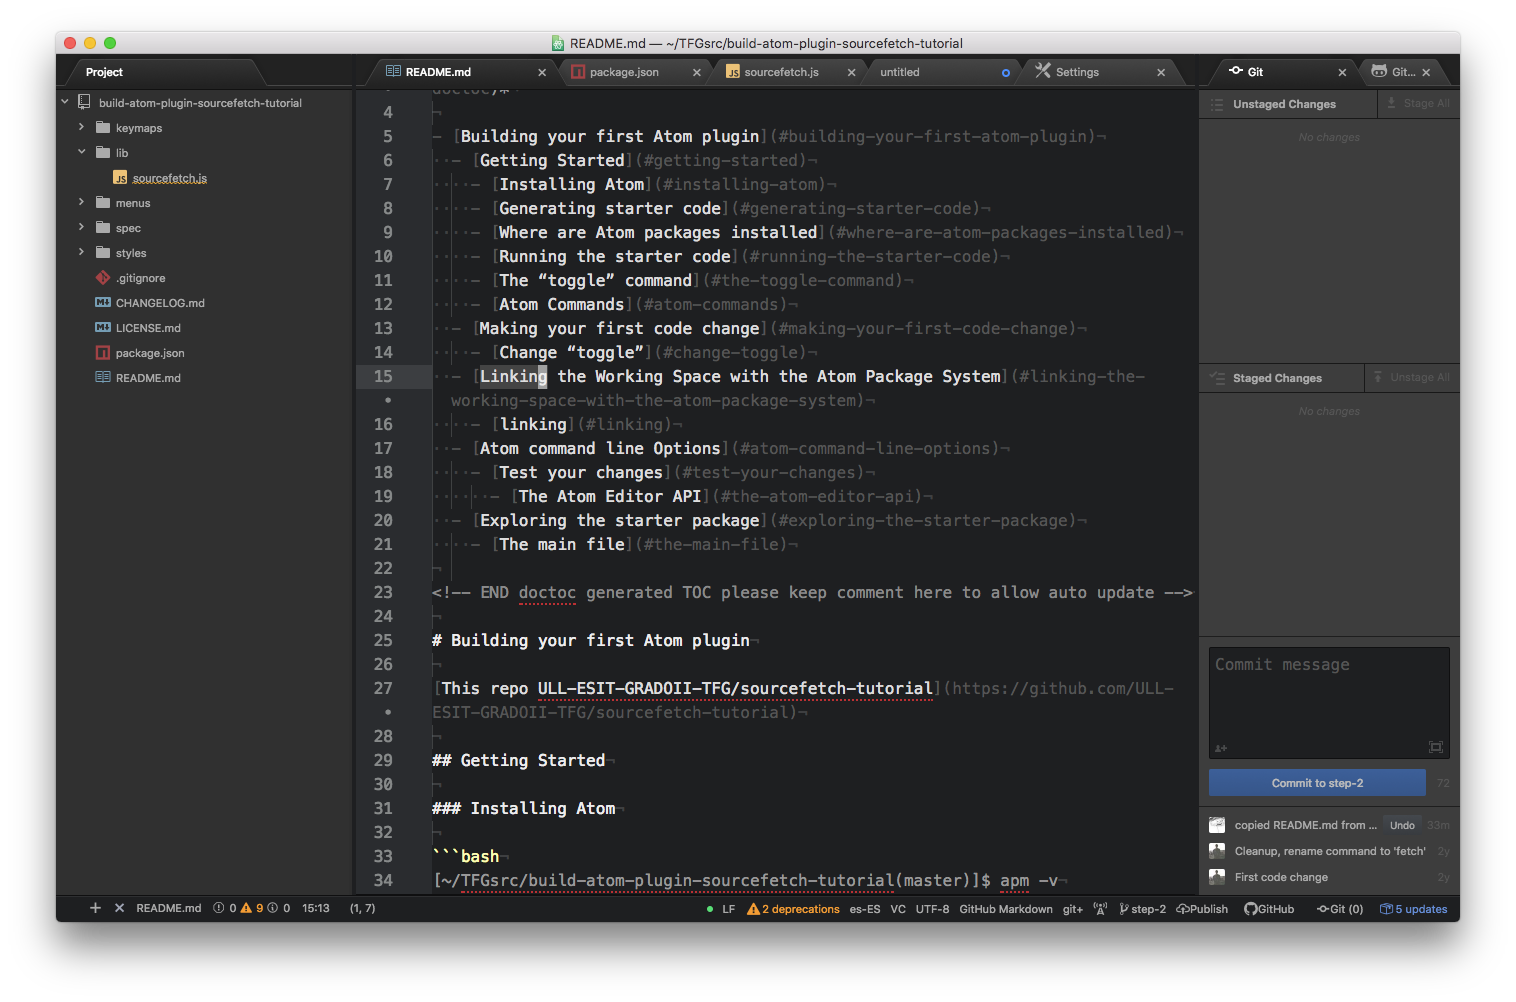 README.md — ~/TFGsrc/build-atom-plugin-sourcefetch-tutorial
Project
README.md
package.json
sourcefetch.js
untitled
Settings
Git
Git...
build-atom-plugin-sourcefetch-tutorial
keymaps
lib
sourcefetch.js
menus
spec
styles
.gitignore
CHANGELOG.md
LICENSE.md
package.json
README.md
doctoc)*
4 ¬
5 - [Building your first Atom plugin](#building-your-first-atom-plugin)¬
6 ··- [Getting Started](#getting-started)¬
7 ····- [Installing Atom](#installing-atom)¬
8 ····- [Generating starter code](#generating-starter-code)¬
9 ····- [Where are Atom packages installed](#where-are-atom-packages-installed)¬
10 ····- [Running the starter code](#running-the-starter-code)¬
11 ····- [The “toggle” command](#the-toggle-command)¬
12 ····- [Atom Commands](#atom-commands)¬
13 ··- [Making your first code change](#making-your-first-code-change)¬
14 ····- [Change “toggle”](#change-toggle)¬
15 ··- [Linking the Working Space with the Atom Package System](#linking-the-
• working-space-with-the-atom-package-system)¬
16 ····- [linking](#linking)¬
17 ··- [Atom command line Options](#atom-command-line-options)¬
18 ····- [Test your changes](#test-your-changes)¬
19 ······- [The Atom Editor API](#the-atom-editor-api)¬
20 ··- [Exploring the starter package](#exploring-the-starter-package)¬
21 ····- [The main file](#the-main-file)¬
22 ¬
23 <!-- END doctoc generated TOC please keep comment here to allow auto update -->
24 ¬
25 # Building your first Atom plugin¬
26 ¬
27 [This repo ULL-ESIT-GRADOII-TFG/sourcefetch-tutorial](https://github.com/ULL-
• ESIT-GRADOII-TFG/sourcefetch-tutorial)¬
28 ¬
29 ## Getting Started¬
30 ¬
31 ### Installing Atom¬
32 ¬
33 ```bash¬
34 [~/TFGsrc/build-atom-plugin-sourcefetch-tutorial(master)]$ apm -v¬
Unstaged Changes
Stage All
No changes
Staged Changes
Unstage All
No changes
Commit message
Commit to step-2
72
copied README.md from ... Undo 33m
Cleanup, rename command to 'fetch' 2y
First code change 2y
+ × README.md 0 9 0 15:13 (1, 7)
LF 2 deprecations es-ES VC UTF-8 GitHub Markdown git+ step-2 Publish GitHub Git (0) 5 updates